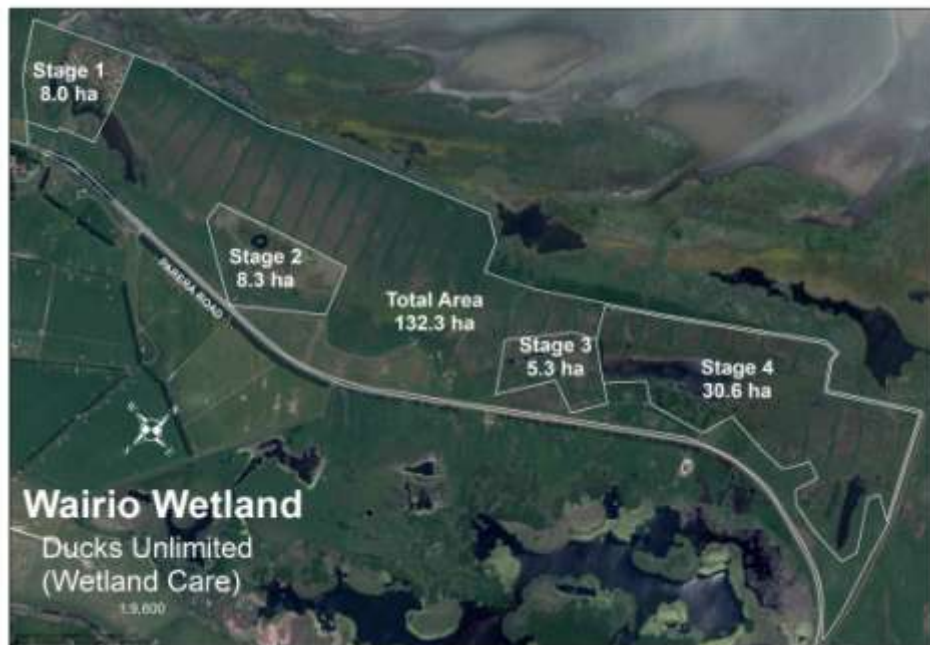 Stage 1
8.0 ha
Stage 2
8.3 ha
PARERA ROAD
Total Area
132.3 ha
Stage 3
5.3 ha
Stage 4
30.6 ha
Wairio Wetland
Ducks Unlimited
(Wetland Care)
1:9,600